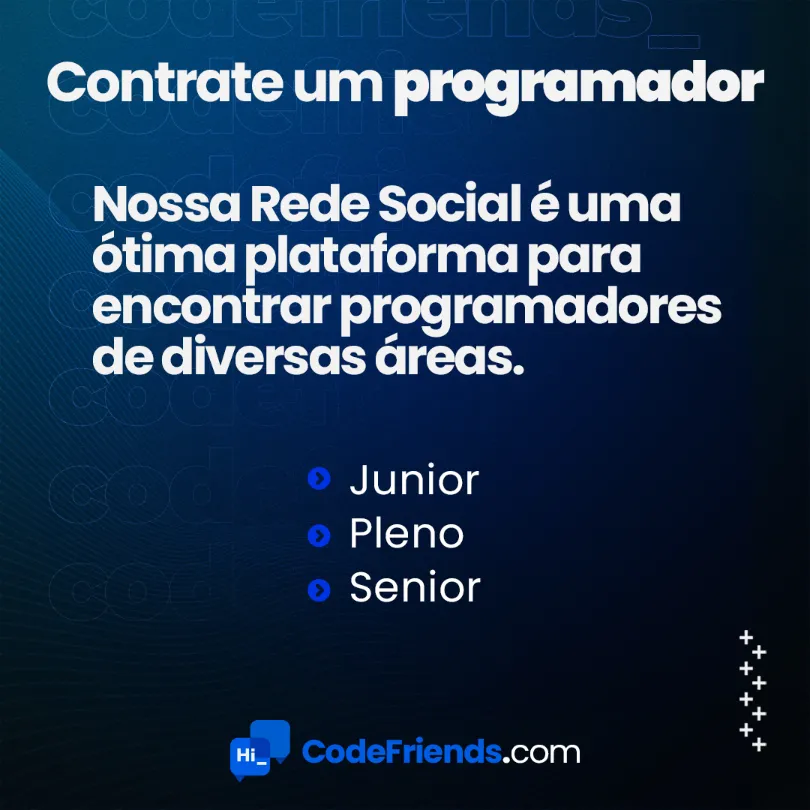 codefriends_
Contrate um programador
Nossa Rede Social é uma
ótima plataforma para
encontrar programadores
de diversas áreas.
Junior
Pleno
Senior
Hi_
CodeFriends.com